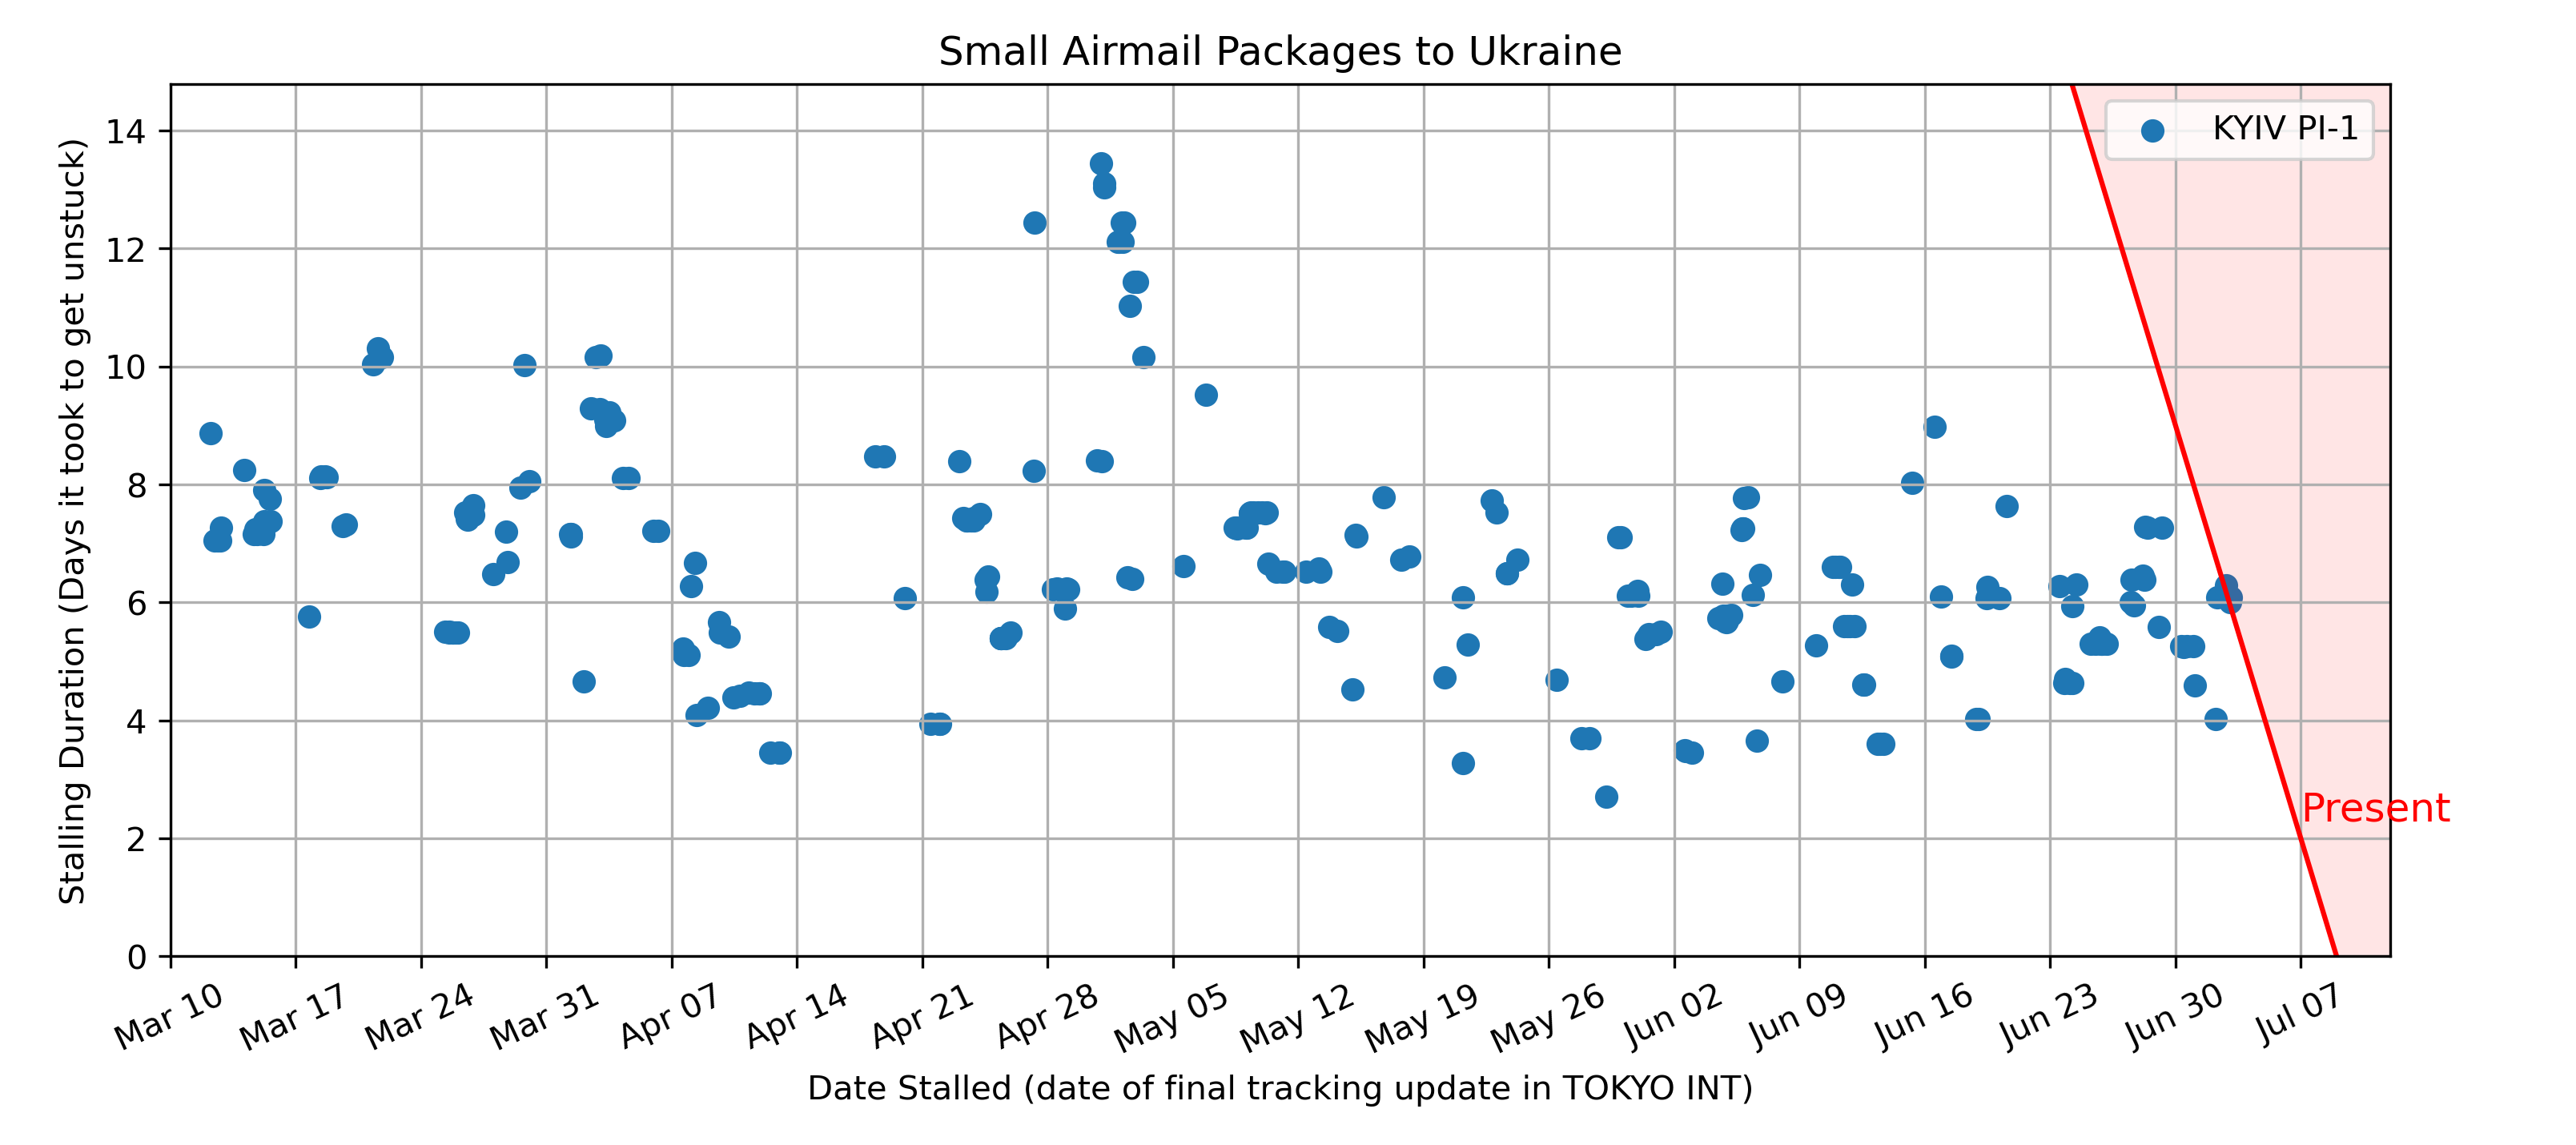 Small Airmail Packages to Ukraine
KYIV PI-1
Present
Stalling Duration (Days it took to get unstuck)
14
12
10
8
6
4
2
0
Mar 10
Mar 17
Mar 24
Mar 31
Apr 07
Apr 14
Apr 21
Apr 28
May 05
May 12
May 19
May 26
Jun 02
Jun 09
Jun 16
Jun 23
Jun 30
Jul 07
Date Stalled (date of final tracking update in TOKYO INT)